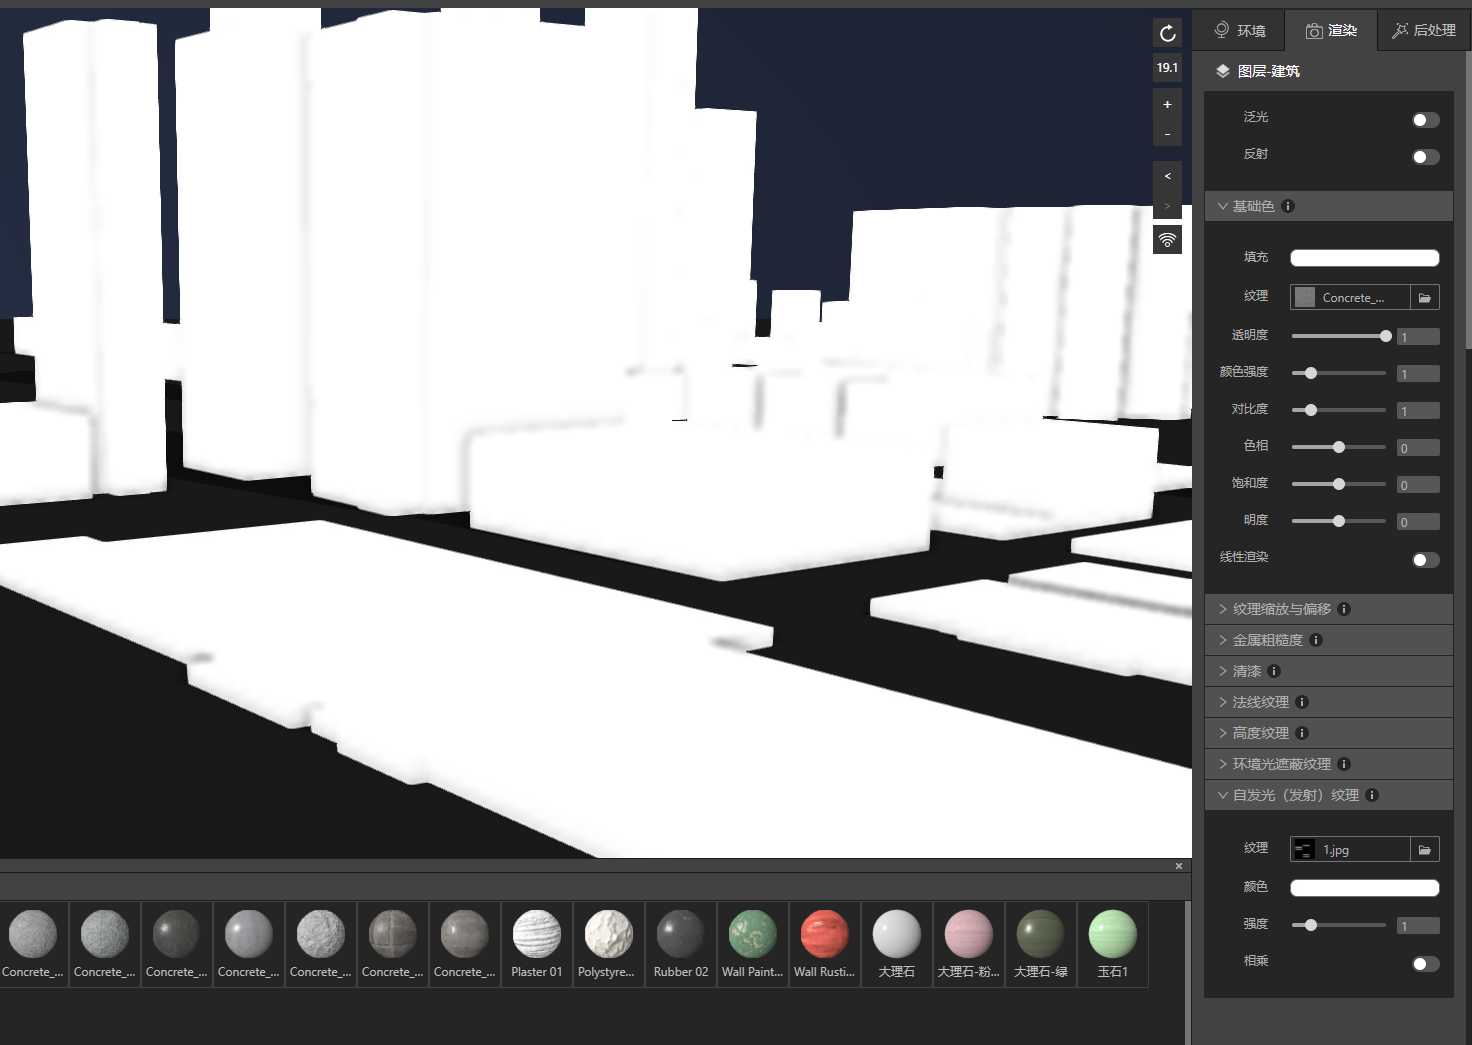 环境
渲染
后处理
图层-建筑
泛光
反射
基础色
填充
纹理
Concrete_...
透明度
1
颜色强度
1
对比度
1
色相
0
饱和度
0
明度
0
线性渲染
纹理缩放与偏移
金属粗糙度
清漆
法线纹理
高度纹理
环境光遮蔽纹理
自发光（发射）纹理
纹理
1.jpg
颜色
强度
1
相乘
19.1
+
-
<
>
Concrete_...
Concrete_...
Concrete_...
Concrete_...
Concrete_...
Concrete_...
Concrete_...
Plaster 01
Polystyre...
Rubber 02
Wall Paint...
Wall Rusti...
大理石
大理石-粉...
大理石-绿
玉石1